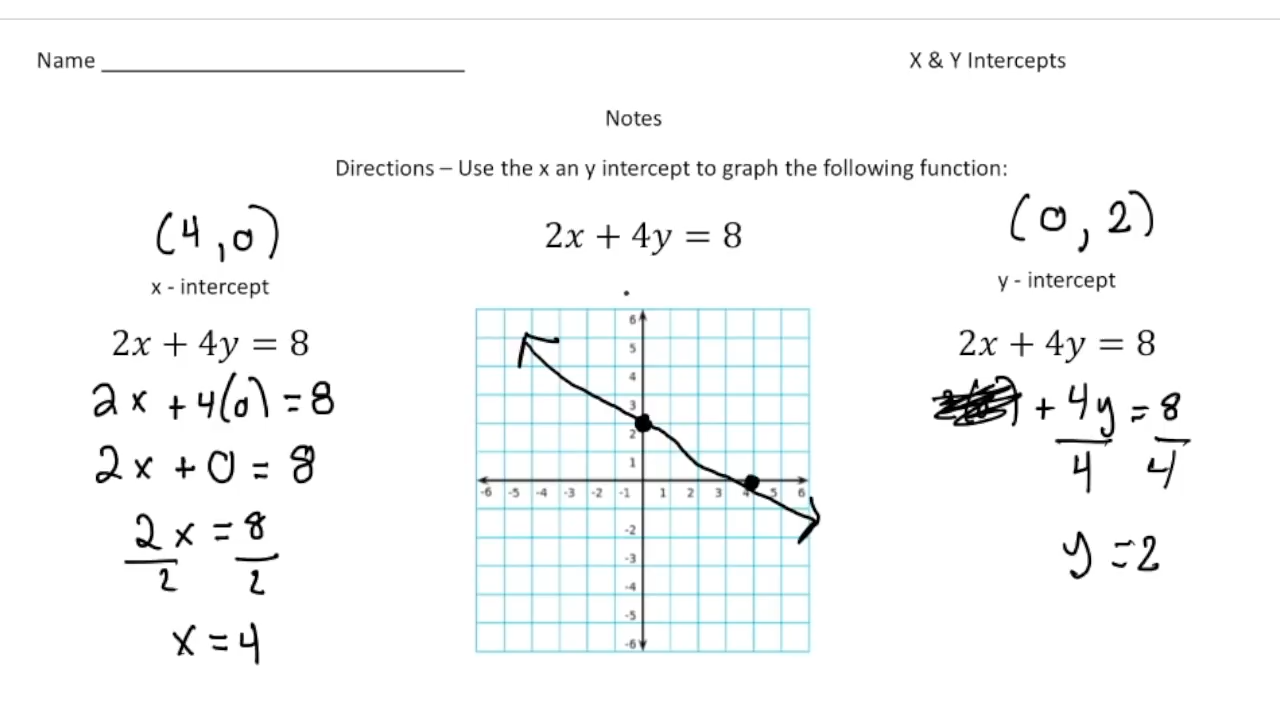 Name ______________________________ X & Y Intercepts
Notes
Directions – Use the x an y intercept to graph the following function:
(4,0)
x - intercept
2x + 4y = 8
2x + 4(0) = 8
2x + 0 = 8
2x = 8
2 2
x = 4
2x + 4y = 8
6
5
4
3
2
1
-6 -5 -4 -3 -2 -1 1 2 3 4 5 6
-2
-3
-4
-5
-6
(0, 2)
y - intercept
2x + 4y = 8
+ 4y = 8
4 4
y = 2